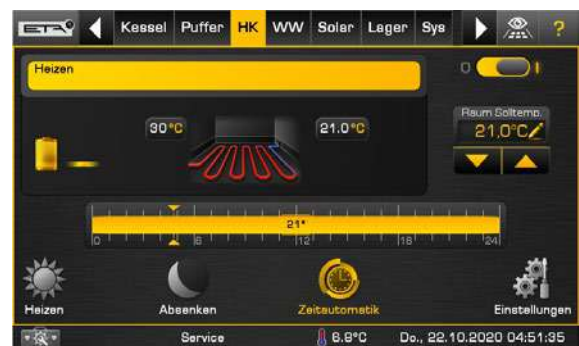 ETA
Kessel Puffer HK WW Solar Lager Sys ?
Heizen
0 I
30°C 21.0°C
Raum Solltemp.
21,0°C
21°
0 6 12 18 24
Heizen Absenken Zeitautomatik Einstellungen
Service 6.8°C Do., 22.10.2020 04:51:35